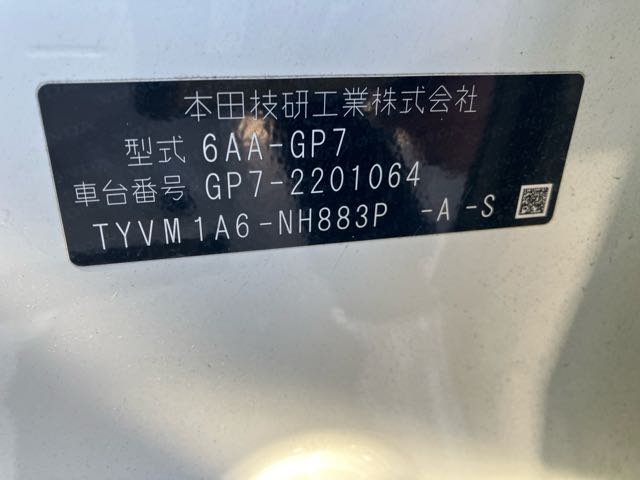 本田技研工業株式会社
型式 6AA-GP7
車台番号 GP7-2201064
TYVM1A6-NH883P -A-S